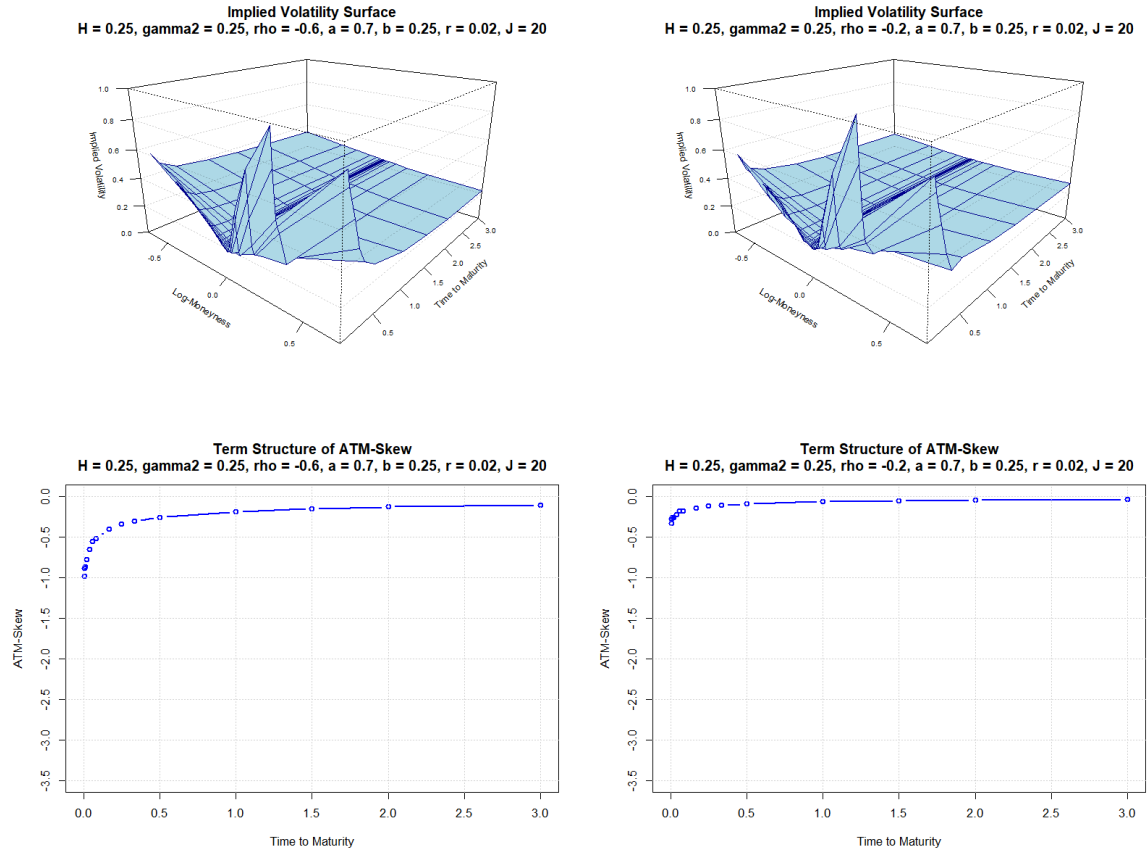 Implied Volatility Surface
H = 0.25, gamma2 = 0.25, rho = -0.6, a = 0.7, b = 0.25, r = 0.02, J = 20
1.0
0.8
0.6
0.4
0.2
0.0
Implied Volatility
-0.5
0.0
0.5
Log-Moneyness
0.5
1.0
1.5
2.0
2.5
3.0
Time to Maturity
Implied Volatility Surface
H = 0.25, gamma2 = 0.25, rho = -0.2, a = 0.7, b = 0.25, r = 0.02, J = 20
1.0
0.8
0.6
0.4
0.2
0.0
Implied Volatility
-0.5
0.0
0.5
Log-Moneyness
0.5
1.0
1.5
2.0
2.5
3.0
Time to Maturity
Term Structure of ATM-Skew
H = 0.25, gamma2 = 0.25, rho = -0.6, a = 0.7, b = 0.25, r = 0.02, J = 20
0.0
-0.5
-1.0
-1.5
-2.0
-2.5
-3.0
-3.5
ATM-Skew
0.0 0.5 1.0 1.5 2.0 2.5 3.0
Time to Maturity
Term Structure of ATM-Skew
H = 0.25, gamma2 = 0.25, rho = -0.2, a = 0.7, b = 0.25, r = 0.02, J = 20
0.0
-0.5
-1.0
-1.5
-2.0
-2.5
-3.0
-3.5
ATM-Skew
0.0 0.5 1.0 1.5 2.0 2.5 3.0
Time to Maturity